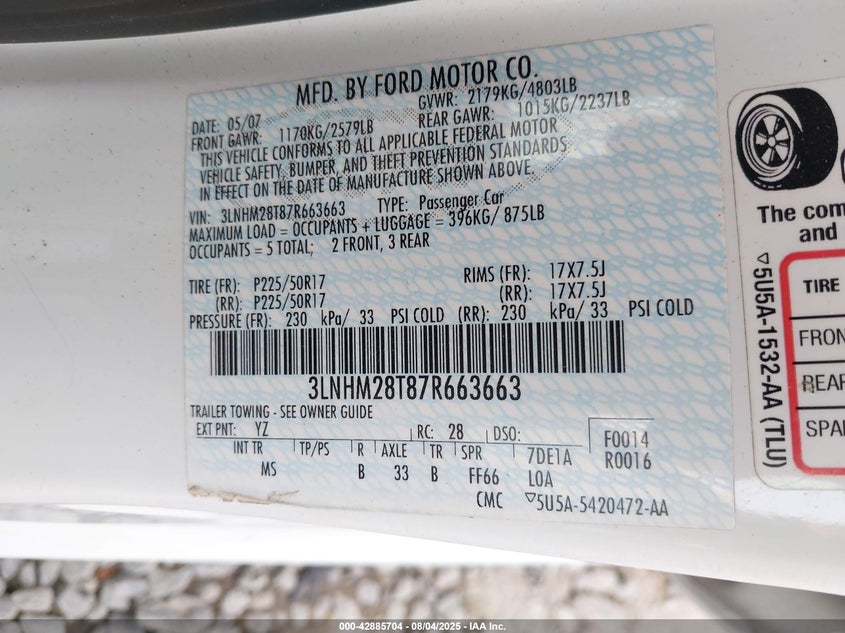 MFD. BY FORD MOTOR CO.
DATE: 05/07 GVWR: 2179KG/4803LB
FRONT GAWR: 1170KG/2579LB REAR GAWR: 1015KG/2237LB
THIS VEHICLE CONFORMS TO ALL APPLICABLE FEDERAL MOTOR
VEHICLE SAFETY, BUMPER, AND THEFT PREVENTION STANDARDS
IN EFFECT ON THE DATE OF MANUFACTURE SHOWN ABOVE.
VIN: 3LNHM28T87R663663 TYPE: Passenger Car
MAXIMUM LOAD = OCCUPANTS + LUGGAGE = 396KG/ 875LB
OCCUPANTS = 5 TOTAL; 2 FRONT, 3 REAR
TIRE (FR): P225/50R17 RIMS (FR): 17X7.5J
(RR): P225/50R17 (RR): 17X7.5J
PRESSURE (FR): 230 kPa/ 33 PSI COLD (RR): 230 kPa/ 33 PSI COLD
3LNHM28T87R663663
TRAILER TOWING - SEE OWNER GUIDE
EXT PNT: YZ RC: 28 DSO: F0014
INT TR TP/PS R AXLE TR SPR 7DE1A R0016
MS B 33 B FF66 LOA
CMC ▽5U5A-5420472-AA
The com
and
▽5U5A-1532-AA (TLU)
TIRE
FRON
REAR
SPAR
000-42885704 - 08/04/2025 - IAA Inc.